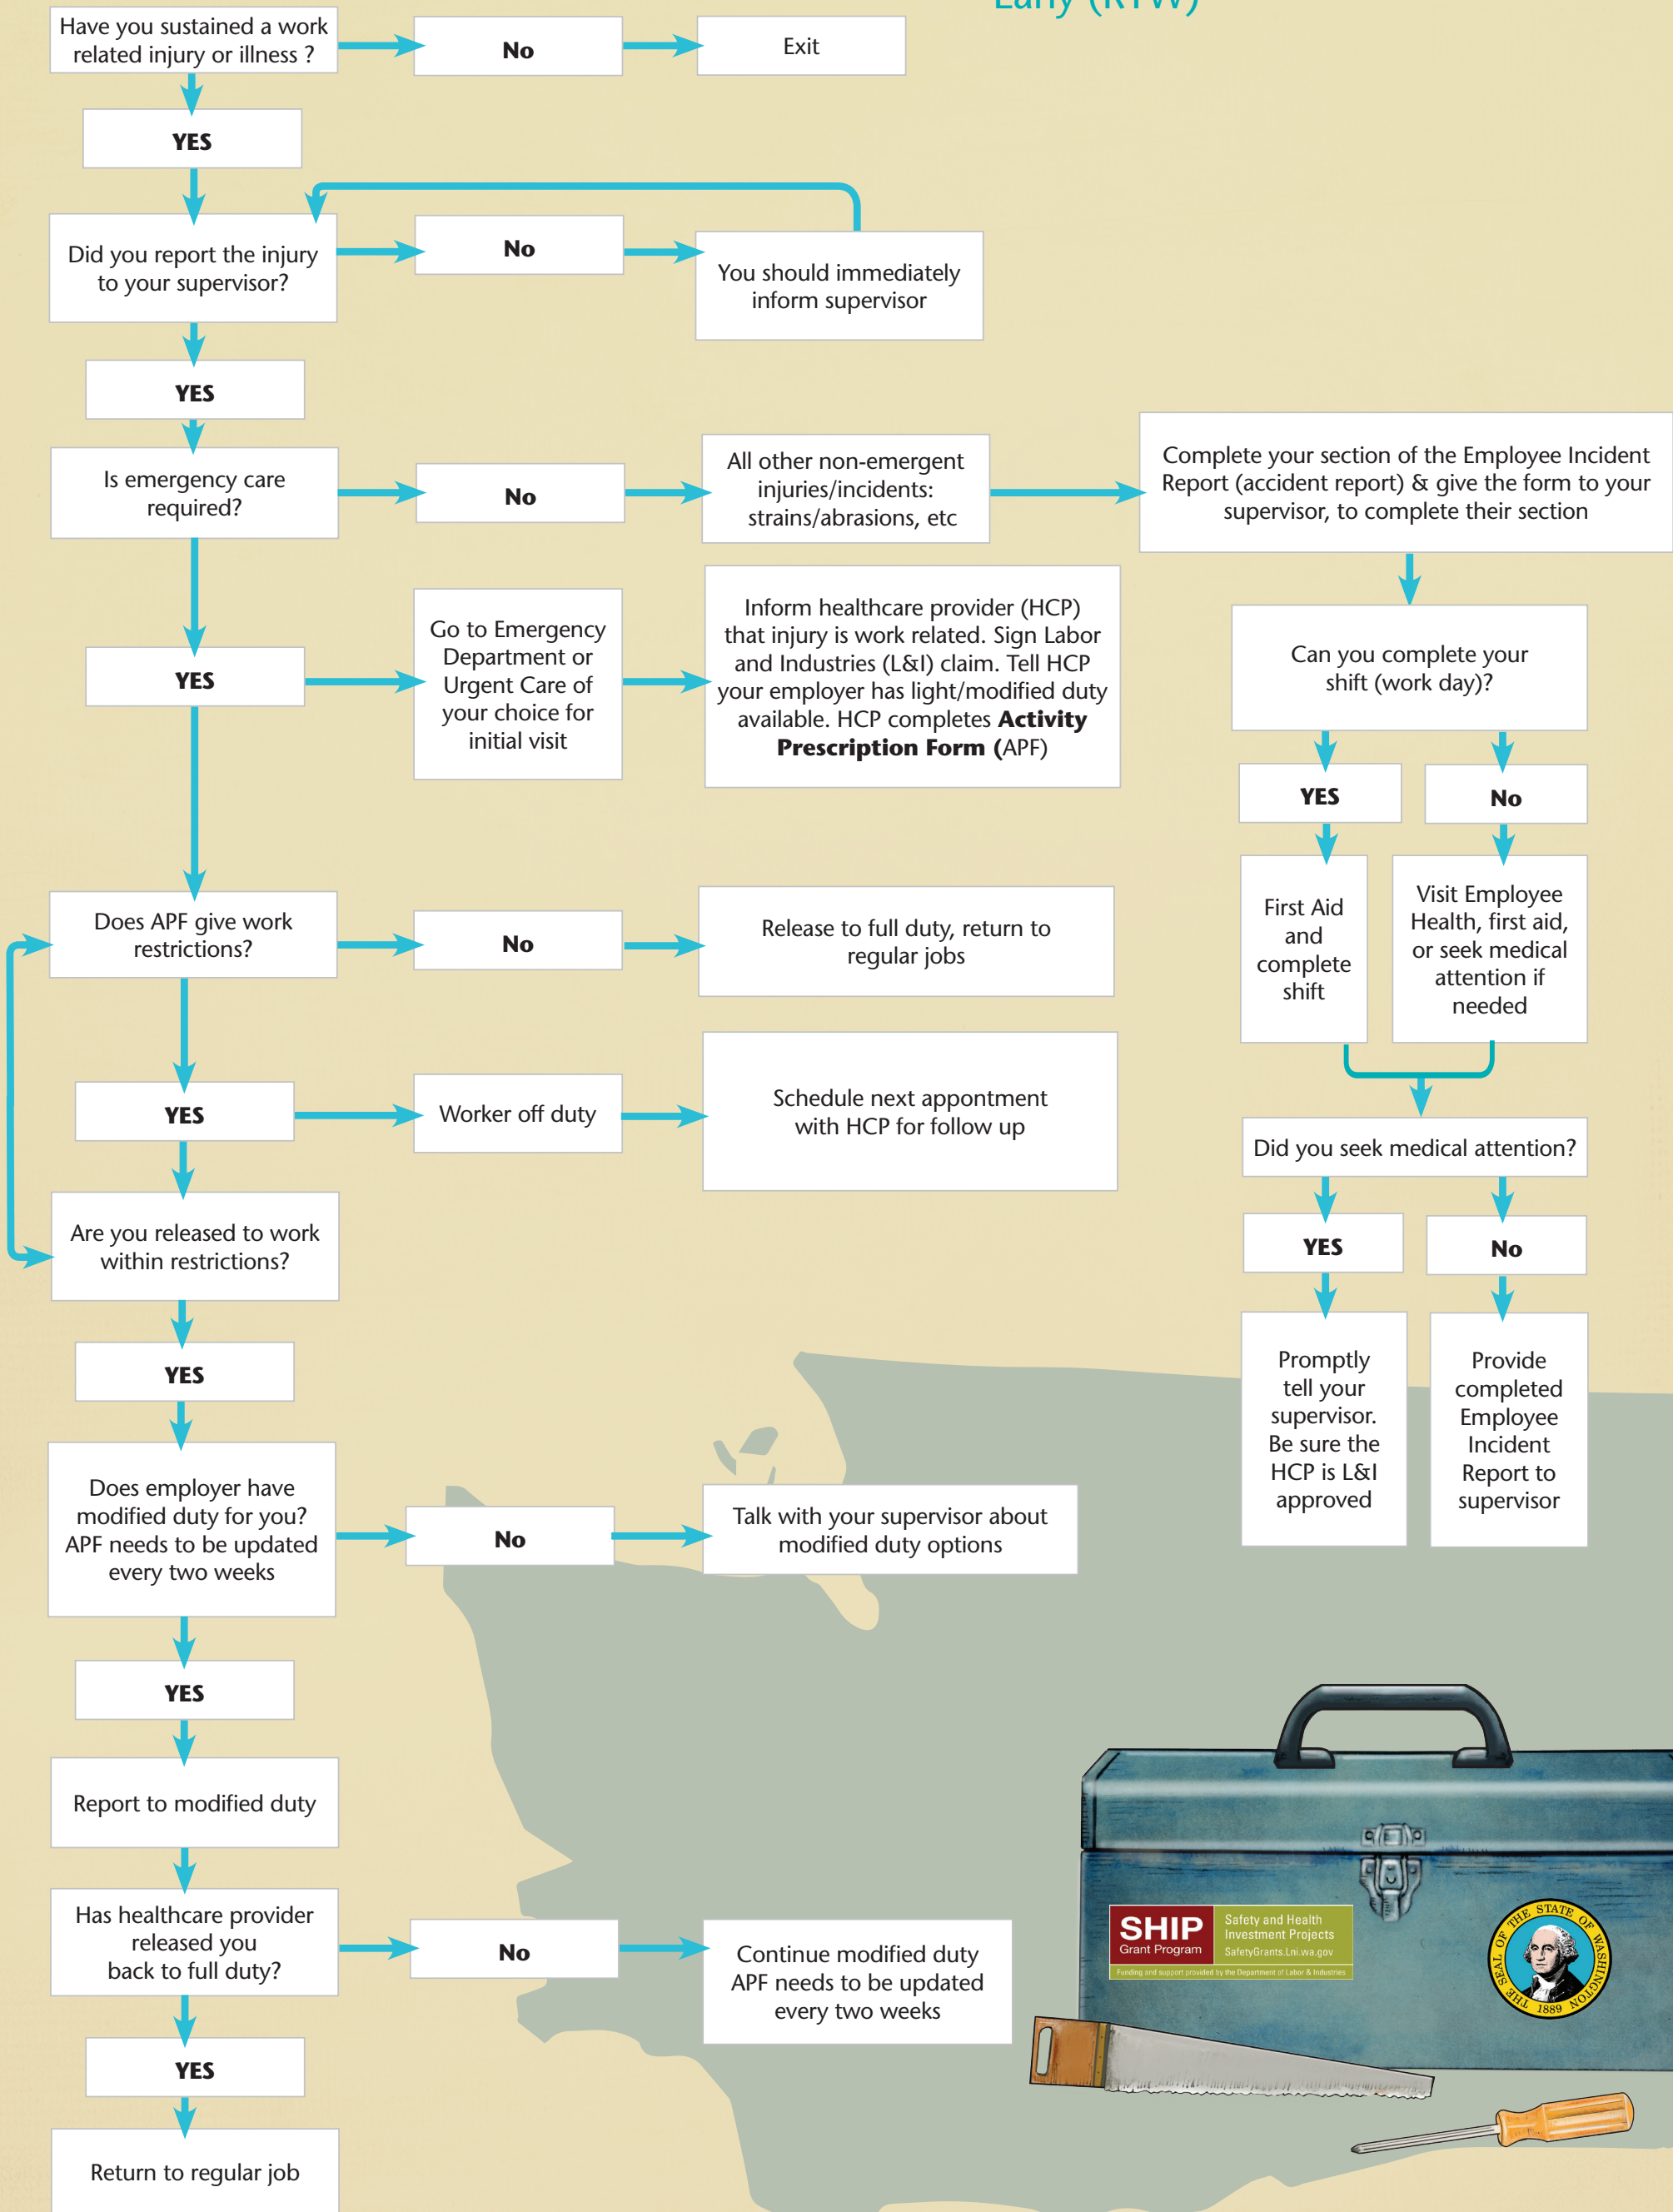 Early (RTW)
Have you sustained a work
related injury or illness ?
No
Exit
YES
Did you report the injury
to your supervisor?
No
You should immediately
inform supervisor
YES
Is emergency care
required?
No
All other non-emergent
injuries/incidents:
strains/abrasions, etc
Complete your section of the Employee Incident
Report (accident report) & give the form to your
supervisor, to complete their section
YES
Go to Emergency
Department or
Urgent Care of
your choice for
initial visit
Inform healthcare provider (HCP)
that injury is work related. Sign Labor
and Industries (L&I) claim. Tell HCP
your employer has light/modified duty
available. HCP completes Activity
Prescription Form (APF)
Can you complete your
shift (work day)?
YES
No
First Aid
and
complete
shift
Visit Employee
Health, first aid,
or seek medical
attention if
needed
Does APF give work
restrictions?
No
Release to full duty, return to
regular jobs
YES
Worker off duty
Schedule next appontment
with HCP for follow up
Did you seek medical attention?
YES
No
Promptly
tell your
supervisor.
Be sure the
HCP is L&I
approved
Provide
completed
Employee
Incident
Report to
supervisor
Are you released to work
within restrictions?
YES
Does employer have
modified duty for you?
APF needs to be updated
every two weeks
No
Talk with your supervisor about
modified duty options
YES
Report to modified duty
Has healthcare provider
released you
back to full duty?
No
Continue modified duty
APF needs to be updated
every two weeks
YES
Return to regular job
SHIP
Grant Program
Safety and Health
Investment Projects
SafetyGrants.Lni.wa.gov
Funding and support provided by the Department of Labor & Industries
THE SEAL OF THE STATE OF WASHINGTON
1889